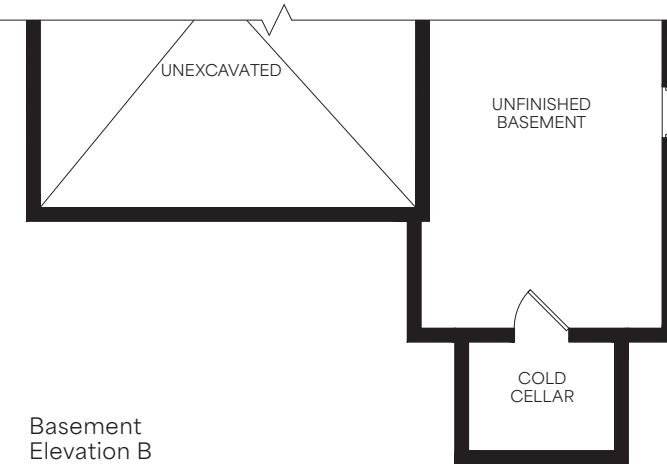 UNEXCAVATED
UNFINISHED
BASEMENT
COLD
CELLAR
Basement
Elevation B